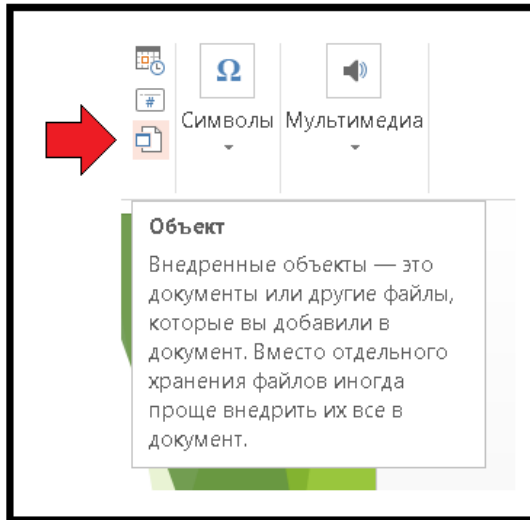 #
Ω
Символы Мультимедиа
Объект
Внедренные объекты — это
документы или другие файлы,
которые вы добавили в
документ. Вместо отдельного
хранения файлов иногда
проще внедрить их все в
документ.